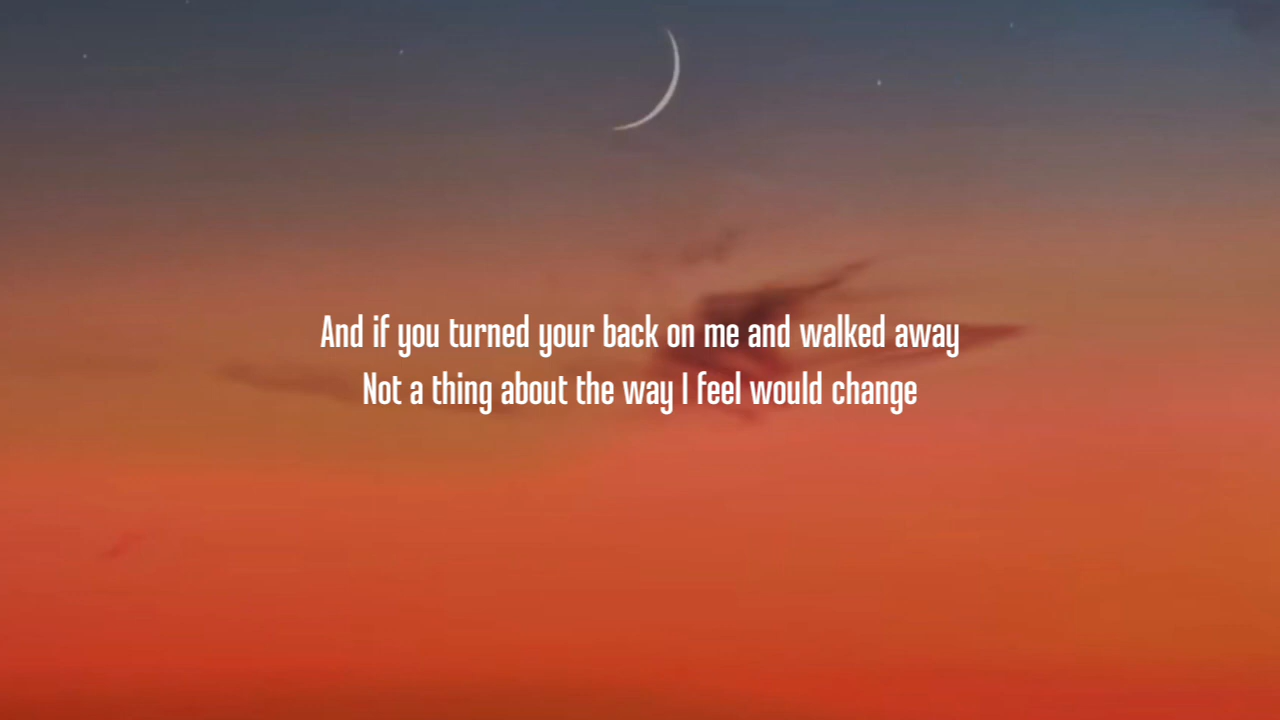 And if you turned your back on me and walked away
Not a thing about the way I feel would change